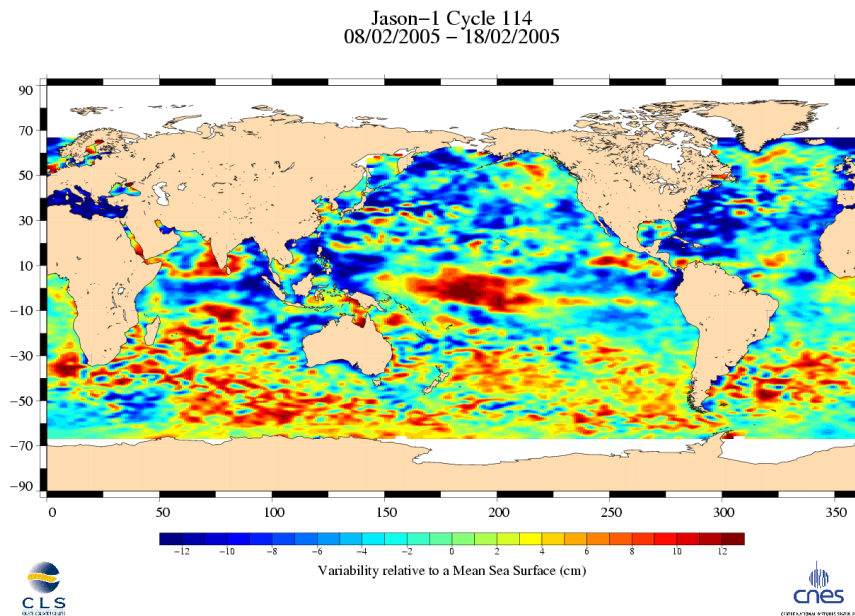 Jason−1 Cycle 114
08/02/2005 − 18/02/2005
90
70
50
30
10
−10
−30
−50
−70
−90
0 50 100 150 200 250 300 350
−12 −10 −8 −6 −4 −2 0 2 4 6 8 10 12
Variability relative to a Mean Sea Surface (cm)
CLS
cnes